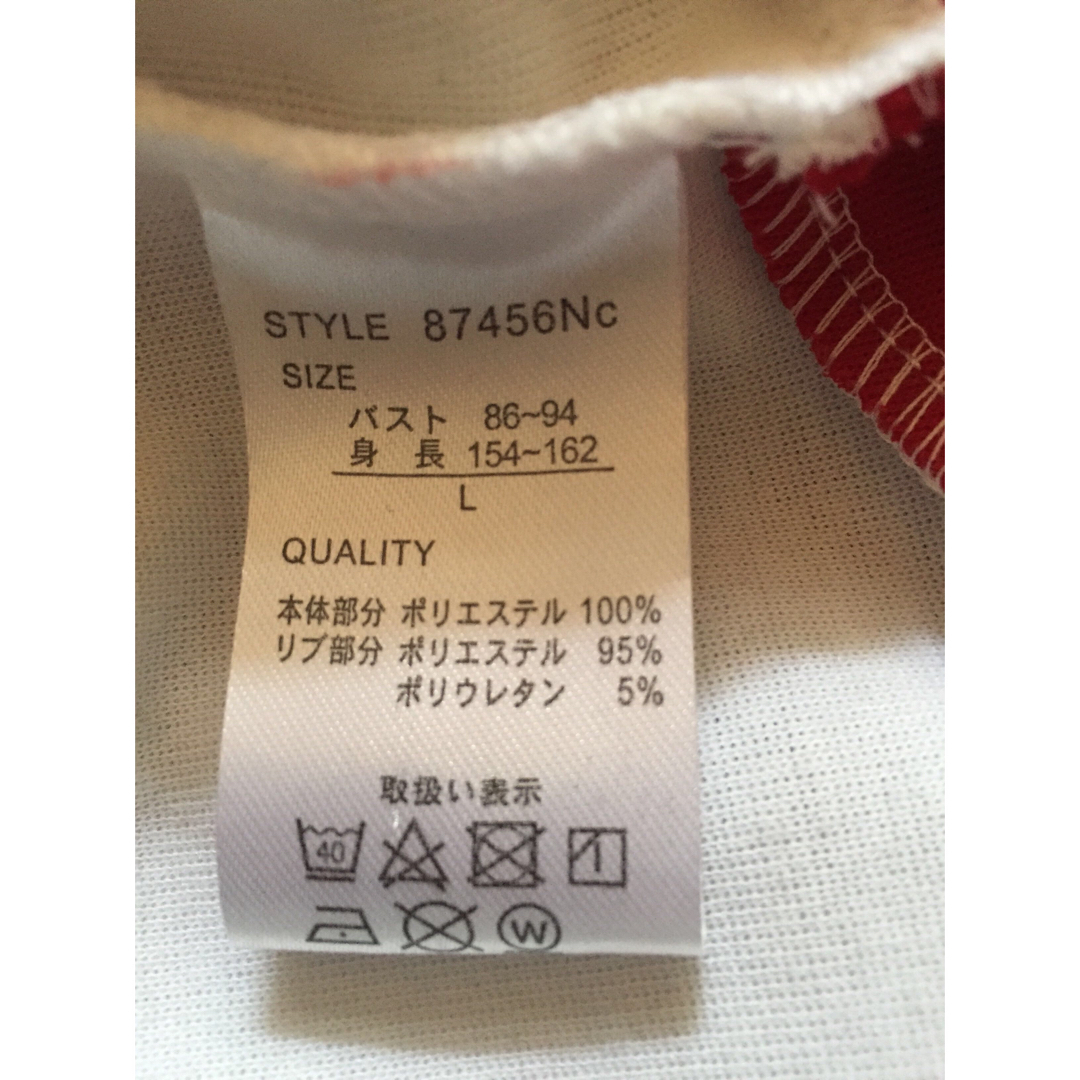 STYLE 87456Nc
SIZE
バスト 86~94
身 長 154~162
L
QUALITY
本体部分 ポリエステル 100%
リブ部分 ポリエステル 95%
ポリウレタン 5%
取扱い表示
40
W